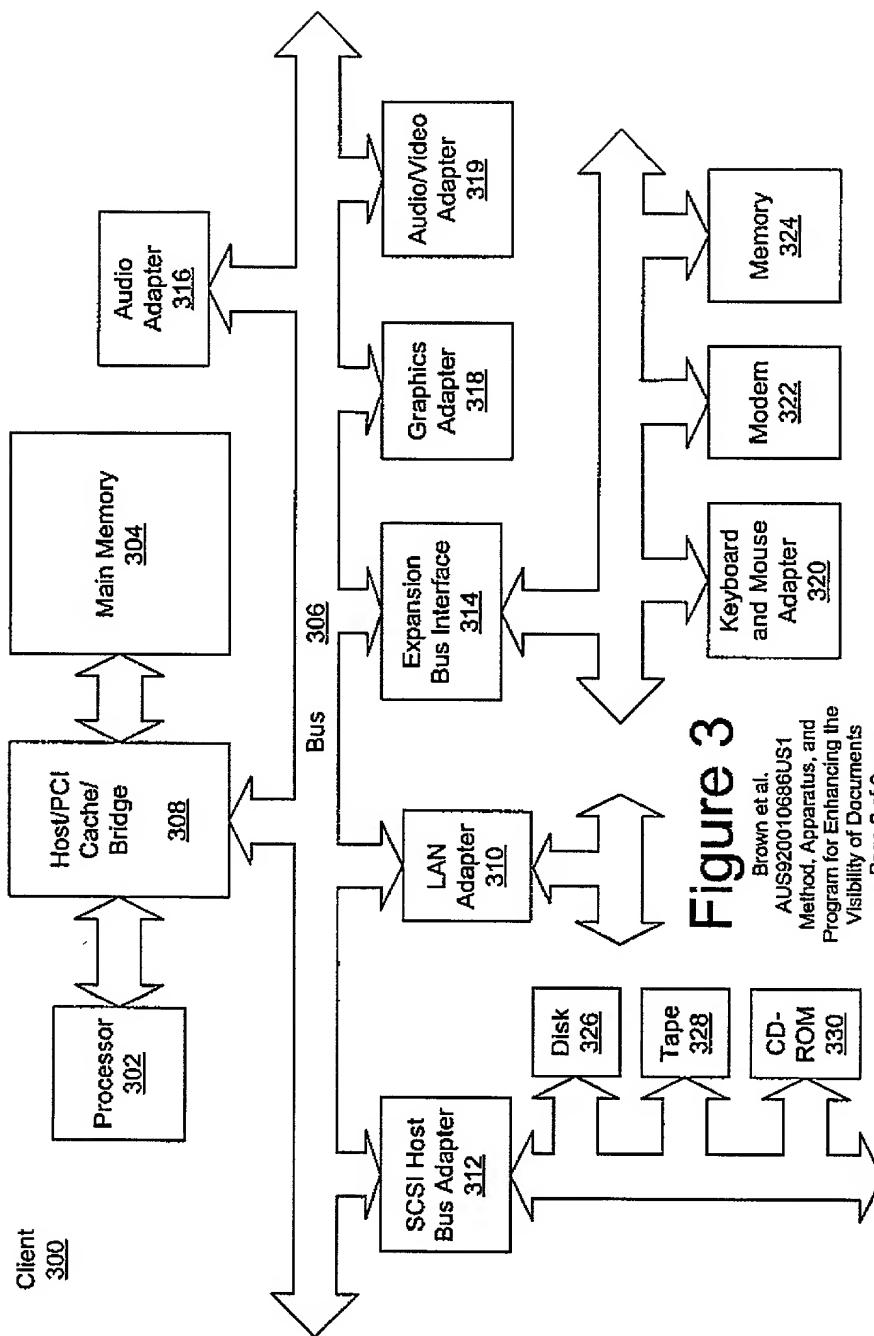 Client
300
Processor
302
Host/PCI
Cache/
Bridge
308
Main Memory
304
Audio
Adapter
316
Bus
306
SCSI Host
Bus Adapter
312
LAN
Adapter
310
Expansion
Bus Interface
314
Graphics
Adapter
318
Audio/Video
Adapter
319
Disk
326
Tape
328
CD-
ROM
330
Keyboard
and Mouse
Adapter
320
Modem
322
Memory
324
Figure 3
Brown et al.
AUS920010686US1
Method, Apparatus, and
Program for Enhancing the
Visibility of Documents